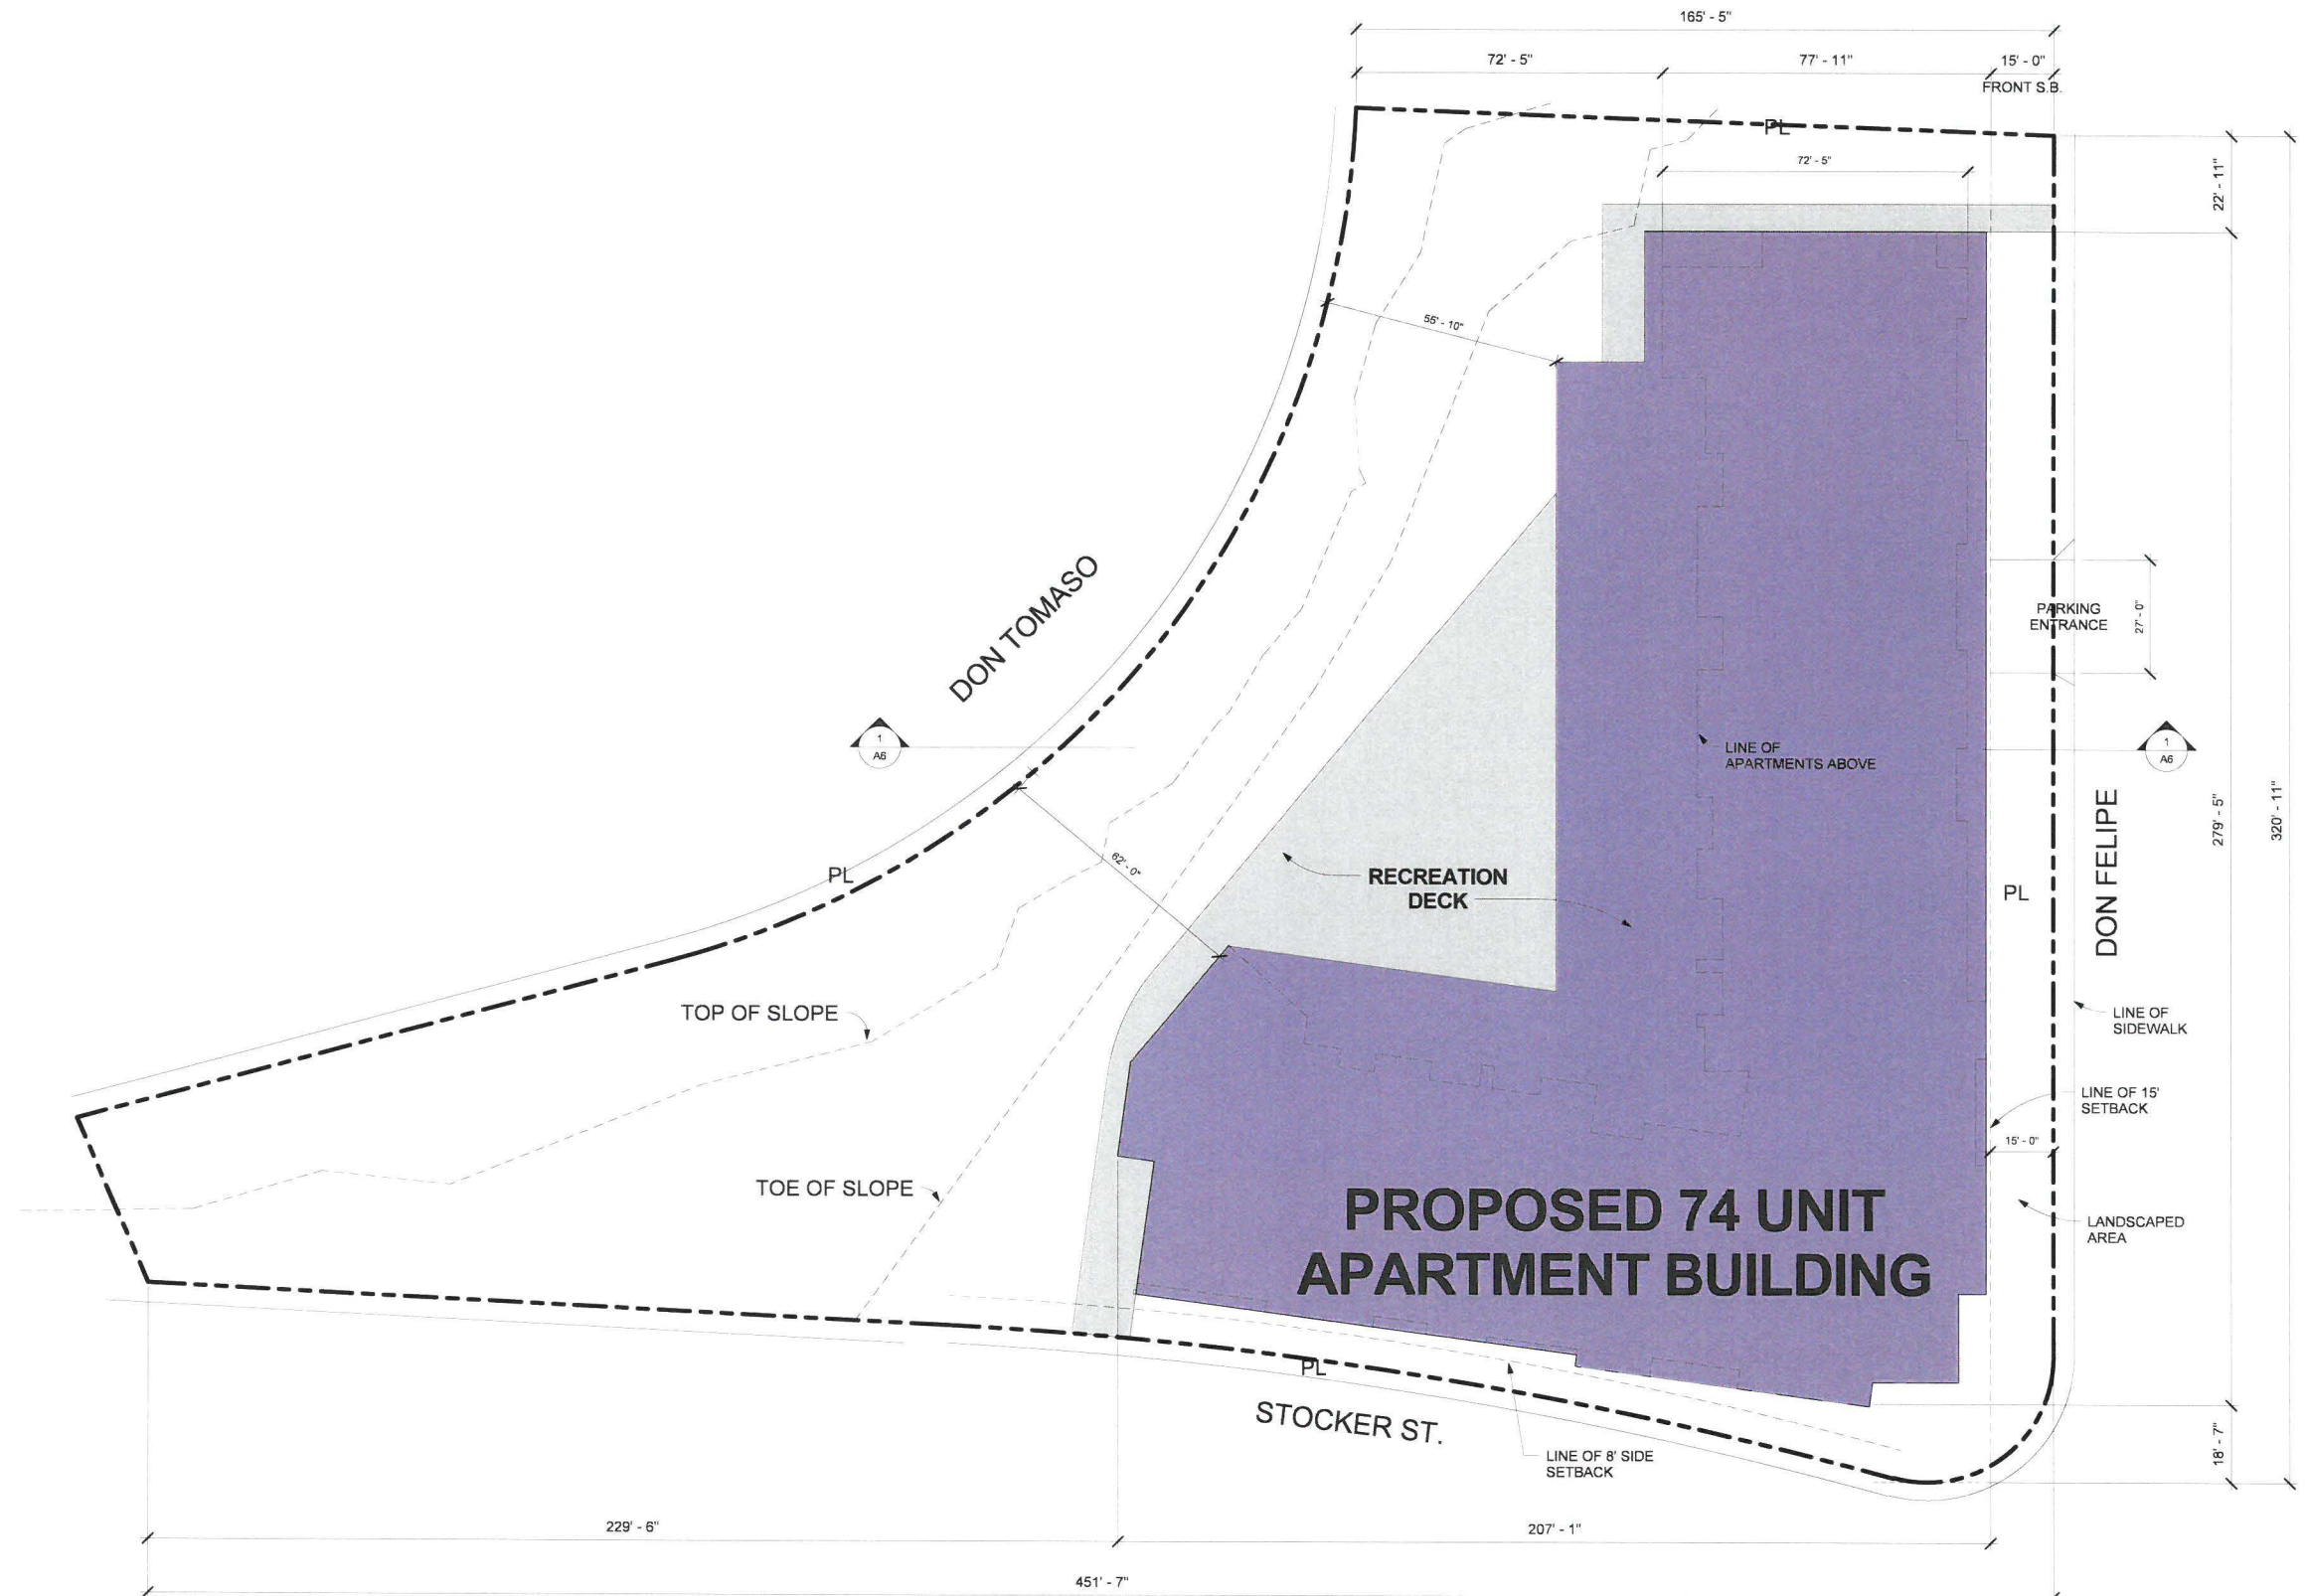 165' - 5"
72' - 5"
77' - 11"
15' - 0"
FRONT S.B.
PL
72' - 5"
22' - 11"
55' - 10"
DON TOMASO
PARKING
ENTRANCE
27' - 0"
1
A6
LINE OF
APARTMENTS ABOVE
1
A6
279' - 5"
320' - 11"
DON FELIPE
62' - 0"
PL
RECREATION
DECK
PL
TOP OF SLOPE
LINE OF
SIDEWALK
LINE OF 15'
SETBACK
15' - 0"
TOE OF SLOPE
PROPOSED 74 UNIT
APARTMENT BUILDING
LANDSCAPED
AREA
PL
STOCKER ST.
LINE OF 8' SIDE
SETBACK
18' - 7"
229' - 6"
207' - 1"
451' - 7"